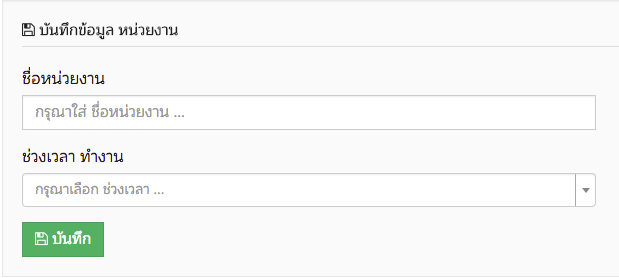 บันทึกข้อมูล หน่วยงาน
ชื่อหน่วยงาน
กรุณาใส่ ชื่อหน่วยงาน ...
ช่วงเวลา ทำงาน
กรุณาเลือก ช่วงเวลา ...
บันทึก